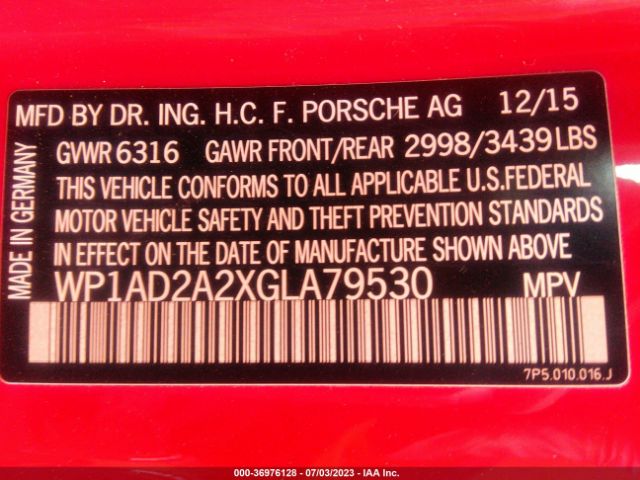 MFD BY DR. ING. H.C. F. PORSCHE AG 12/15
GVWR 6316 GAWR FRONT/REAR 2998/3439 LBS
THIS VEHICLE CONFORMS TO ALL APPLICABLE U.S.FEDERAL
MOTOR VEHICLE SAFETY AND THEFT PREVENTION STANDARDS
IN EFFECT ON THE DATE OF MANUFACTURE SHOWN ABOVE.
WP1AD2A2XGLA79530 MPV
7P5.010.016.J
MADE IN GERMANY
000-36976128 - 07/03/2023 - IAA Inc.